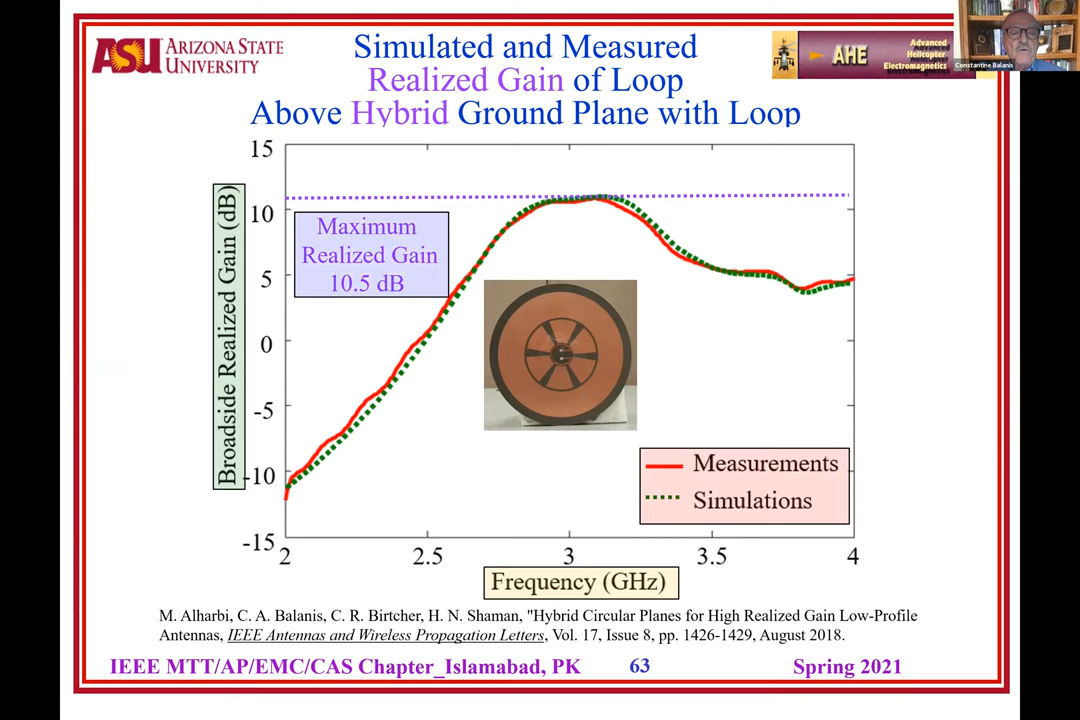 ASU ARIZONA STATE
UNIVERSITY
Simulated and Measured
Realized Gain of Loop
Above Hybrid Ground Plane with Loop
AHE
Advanced
Helicopter
Electromagnetics
Constantine Balanis
15
10
5
0
-5
-10
-15
Broadside Realized Gain (dB)
Maximum
Realized Gain
10.5 dB
Measurements
Simulations
2
2.5
3
3.5
4
Frequency (GHz)
M. Alharbi, C. A. Balanis, C. R. Birtcher, H. N. Shaman, "Hybrid Circular Planes for High Realized Gain Low-Profile
Antennas, IEEE Antennas and Wireless Propagation Letters, Vol. 17, Issue 8, pp. 1426-1429, August 2018.
IEEE MTT/AP/EMC/CAS Chapter_Islamabad, PK
63
Spring 2021